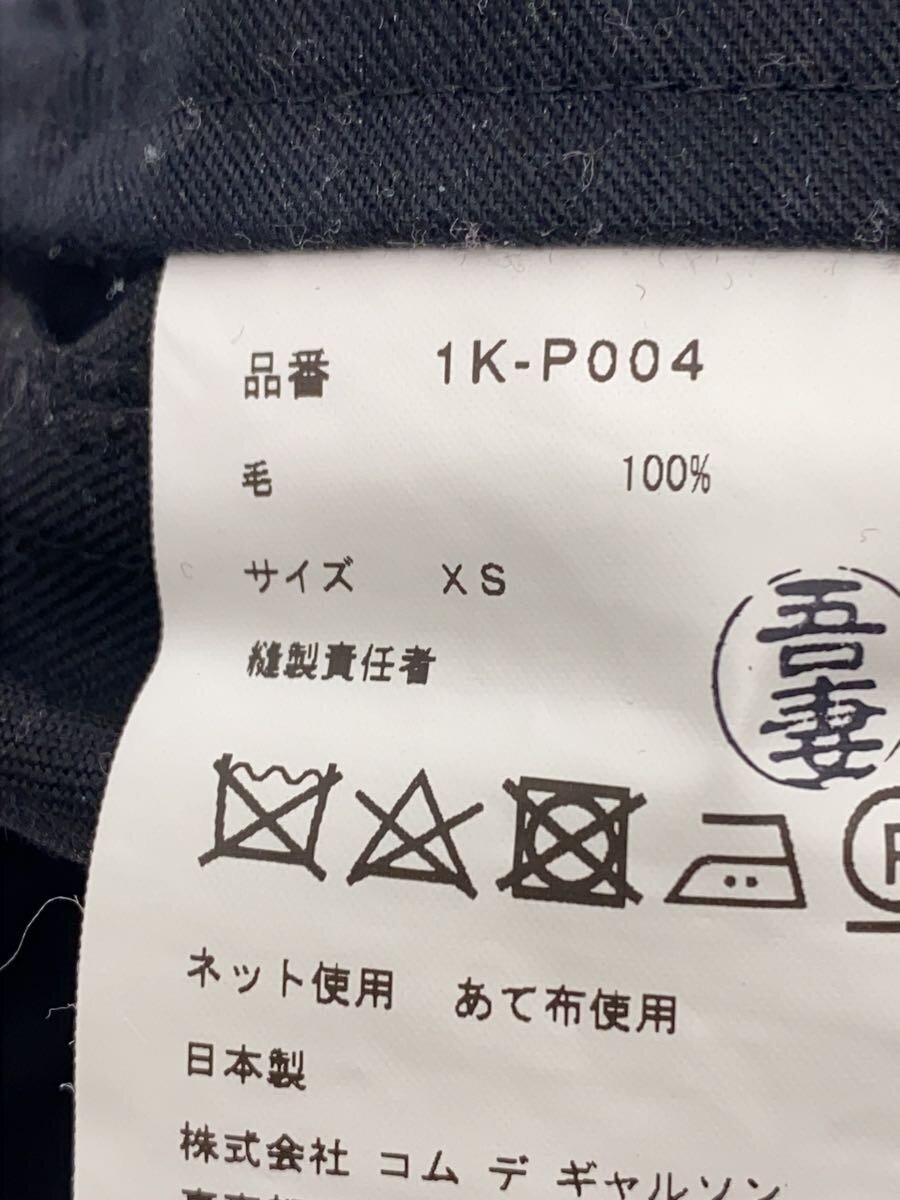 品番 1K-P004
毛 100%
サイズ XS
縫製責任者 吾妻
P
ネット使用 あて布使用
日本製
株式会社 コム デ ギャルソン